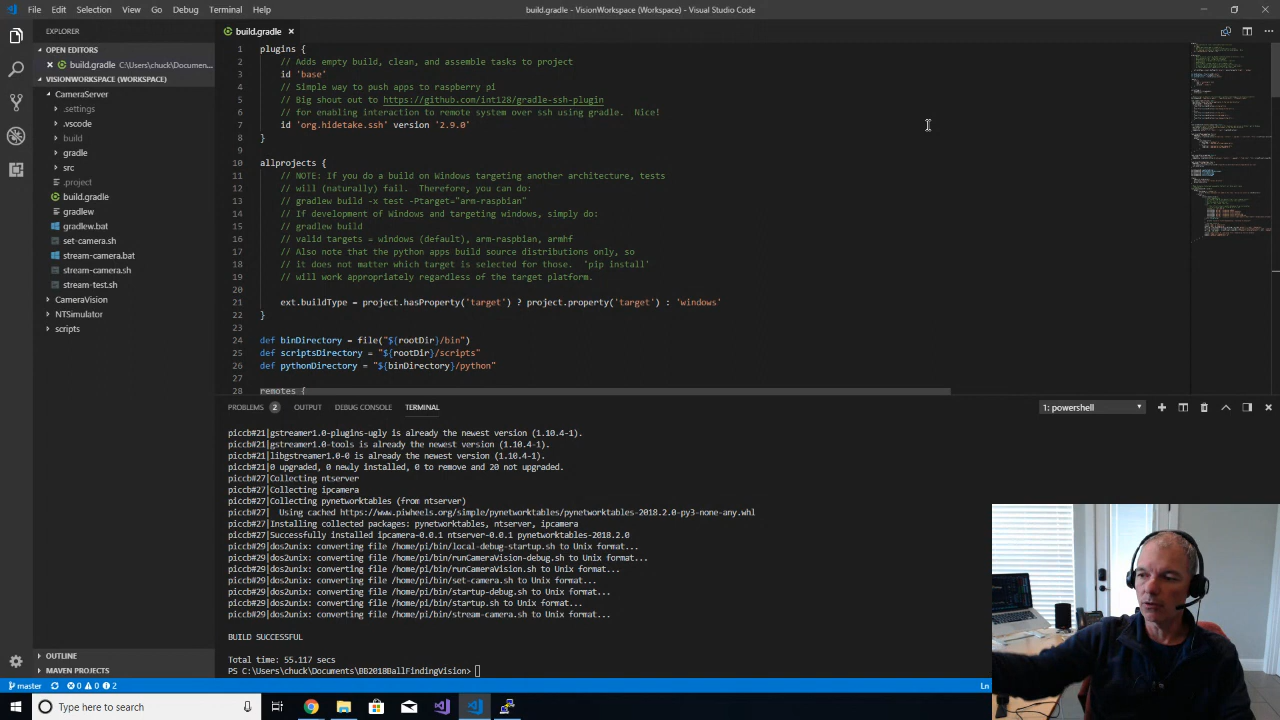 File Edit Selection View Go Debug Terminal Help
build.gradle - VisionWorkspace (Workspace) - Visual Studio Code
EXPLORER
OPEN EDITORS
build.gradle C:\Users\chuck\Documen...
VISIONWORKSPACE (WORKSPACE)
CameraServer
.settings
.vscode
build
gradle
src
.project
build.gradle
gradlew
gradlew.bat
set-camera.sh
stream-camera.bat
stream-camera.sh
stream-test.sh
CameraVision
NTSimulator
scripts
OUTLINE
MAVEN PROJECTS
build.gradle
1 plugins {
2 // Adds empty build, clean, and assemble tasks to project
3 id 'base'
4 // Simple way to push apps to raspberry pi
5 // Big shout out to https://github.com/int128/gradle-ssh-plugin
6 // for enabling interaction to remote system over ssh using gradle.  Nice!
7 id 'org.hidetake.ssh' version '2.9.0'
8 }
9
10 allprojects {
11 // NOTE: If you do a build on Windows targeting another architecture, tests
12 // will (naturally) fail.  Therefore, you can do:
13 // gradlew build -x test -Ptarget="arm-raspbian"
14 // If development of Windows and targeting windows, simply do:
15 // gradlew build
16 // valid targets = windows (default), arm-raspbian, armhf
17 // Also note that the python apps build source distributions only, so
18 // it does not matter which target is selected for those.  'pip install'
19 // will work appropriately regardless of the target platform.
20
21 ext.buildType = project.hasProperty('target') ? project.property('target') : 'windows'
22 }
23
24 def binDirectory = file("${rootDir}/bin")
25 def scriptsDirectory = "${rootDir}/scripts"
26 def pythonDirectory = "${binDirectory}/python"
27
28 remotes {
PROBLEMS 2 OUTPUT DEBUG CONSOLE TERMINAL
1: powershell
piccb#21|gstreamer1.0-plugins-ugly is already the newest version (1.10.4-1).
piccb#21|gstreamer1.0-tools is already the newest version (1.10.4-1).
piccb#21|libgstreamer1.0-0 is already the newest version (1.10.4-1).
piccb#21|0 upgraded, 0 newly installed, 0 to remove and 20 not upgraded.
piccb#27|Collecting ntserver
piccb#27|Collecting ipcamera
piccb#27|Collecting pynetworktables (from ntserver)
piccb#27|  Using cached https://www.piwheels.org/simple/pynetworktables/pynetworktables-2018.2.0-py3-none-any.whl
piccb#27|Installing collected packages: pynetworktables, ntserver, ipcamera
piccb#27|Successfully installed ipcamera-0.0.1 ntserver-0.0.1 pynetworktables-2018.2.0
piccb#29|dos2unix: converting file /home/pi/bin/local-debug-startup.sh to Unix format...
piccb#29|dos2unix: converting file /home/pi/bin/runCameraVision-debug.sh to Unix format...
piccb#29|dos2unix: converting file /home/pi/bin/runCameraVision.sh to Unix format...
piccb#29|dos2unix: converting file /home/pi/bin/set-camera.sh to Unix format...
piccb#29|dos2unix: converting file /home/pi/bin/shutdown.sh to Unix format...
piccb#29|dos2unix: converting file /home/pi/bin/startup.sh to Unix format...
piccb#29|dos2unix: converting file /home/pi/bin/stream-camera.sh to Unix format...
BUILD SUCCESSFUL
Total time: 55.117 secs
PS C:\Users\chuck\Documents\BB2018BallFindingVision>
master 0 0 2
Ln
Type here to search